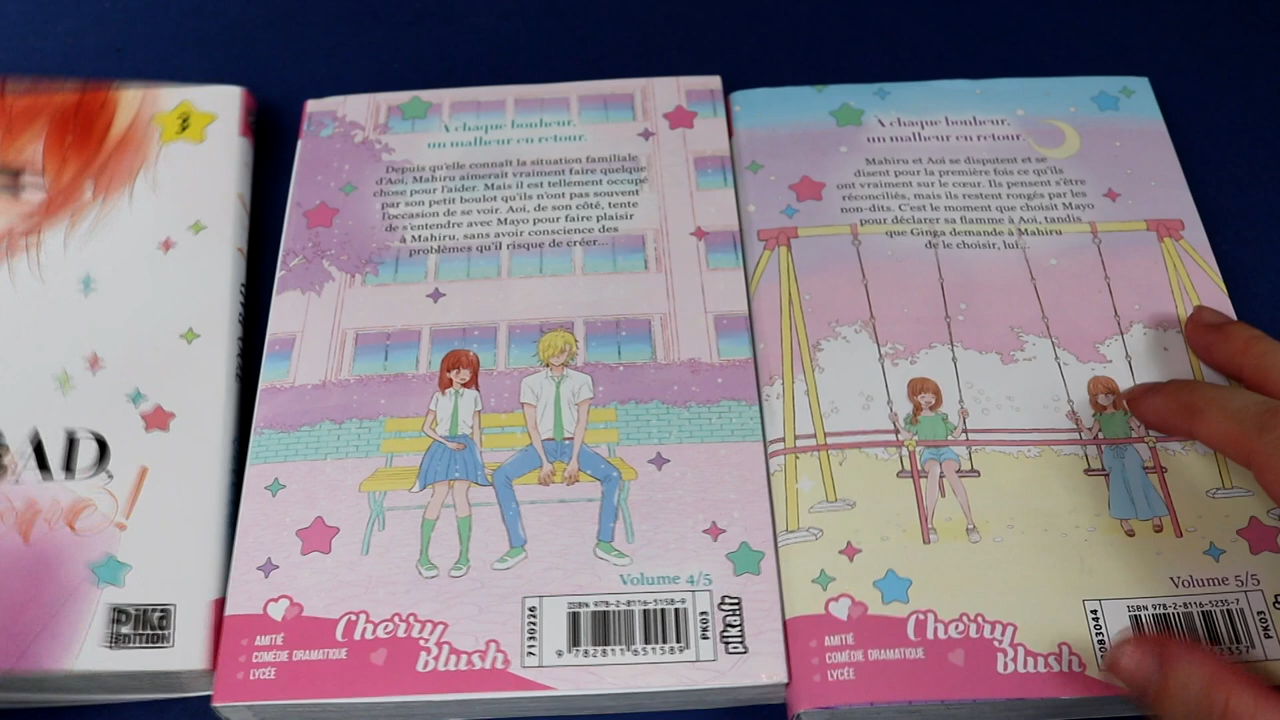 3
BAD
Pika
EDITION
À chaque bonheur,
un malheur en retour.
Depuis qu'elle connaît la situation familiale
d'Aoi, Mahiru aimerait vraiment faire quelque
chose pour l'aider. Mais il est tellement occupé
par son petit boulot qu'ils n'ont pas souvent
l'occasion de se voir. Aoi, de son côté, tente
de s'entendre avec Mayo pour faire plaisir
à Mahiru, sans avoir conscience des
problèmes qu'il risque de créer...
Volume 4/5
AMITIÉ
COMÉDIE DRAMATIQUE
LYCÉE
Cherry
Blush
7130226
ISBN 978-2-8116-5158-9
9 782811 651589
PK03
pika.fr
À chaque bonheur,
un malheur en retour.
Mahiru et Aoi se disputent et se
disent pour la première fois ce qu'ils
ont vraiment sur le cœur. Ils pensent s'être
réconciliés, mais ils restent rongés par les
non-dits. C'est le moment que choisit Mayo
pour déclarer sa flamme à Aoi, tandis
que Ginga demande à Mahiru
de le choisir, lui...
Volume 5/5
AMITIÉ
COMÉDIE DRAMATIQUE
LYCÉE
Cherry
Blush
083044
ISBN 978-2-8116-5235-7
52357
PK03